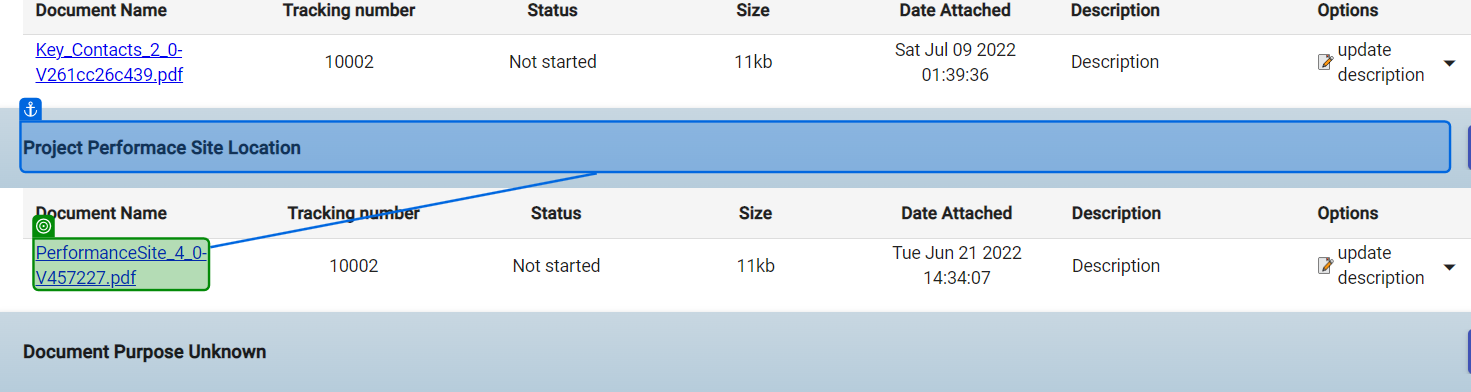 Document Name Tracking number Status Size Date Attached Description Options
Key_Contacts_2_0-
V261cc26c439.pdf
10002 Not started 11kb
Sat Jul 09 2022
01:39:36
Description
update
description
Project Performace Site Location
Document Name Tracking number Status Size Date Attached Description Options
PerformanceSite_4_0-
V457227.pdf
10002 Not started 11kb
Tue Jun 21 2022
14:34:07
Description
update
description
Document Purpose Unknown